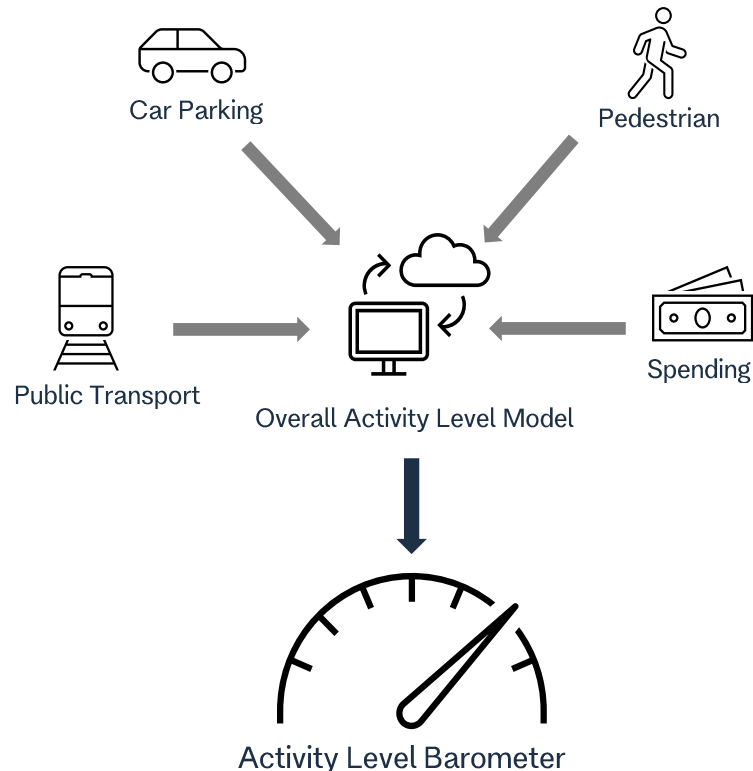 Car Parking
Pedestrian
Public Transport
Spending
Overall Activity Level Model
Activity Level Barometer